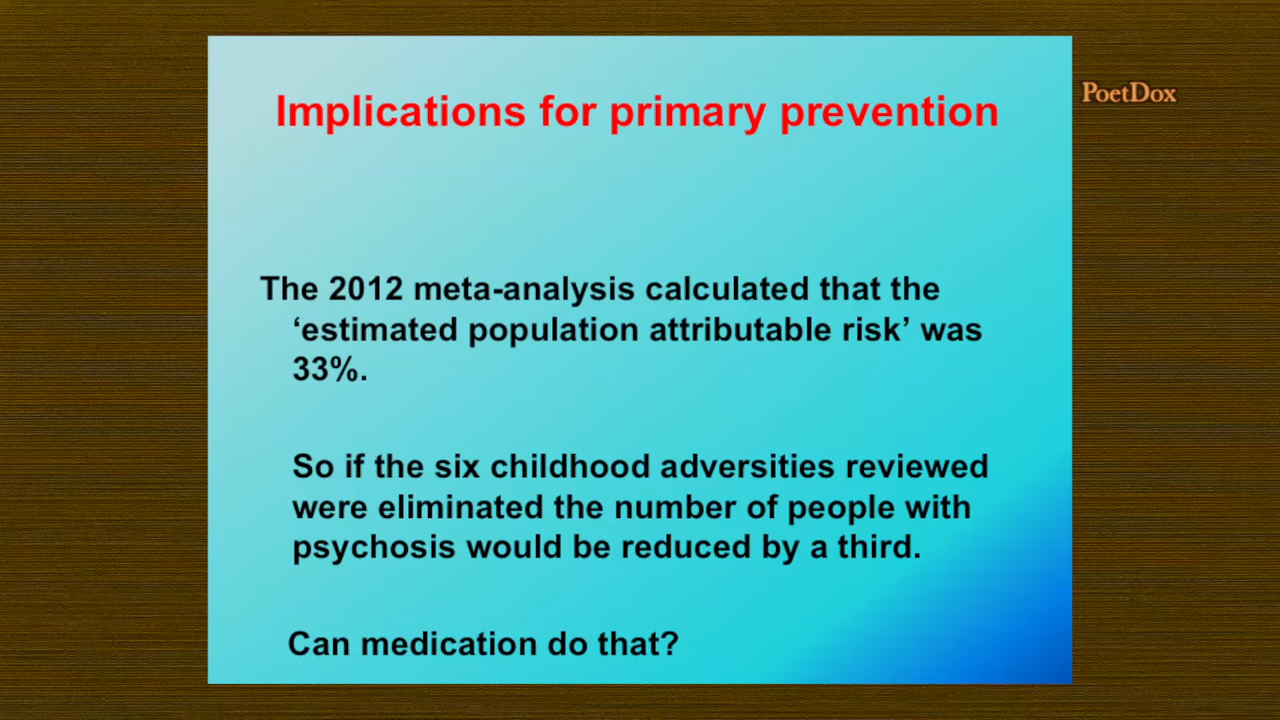 Implications for primary prevention
PoetDox
The 2012 meta-analysis calculated that the
‘estimated population attributable risk’ was
33%.
So if the six childhood adversities reviewed
were eliminated the number of people with
psychosis would be reduced by a third.
Can medication do that?